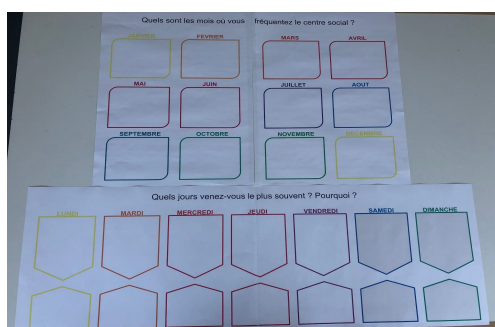 Quels sont les mois où vous fréquentez le centre social ?
JANVIER FEVRIER MARS AVRIL
MAI JUIN JUILLET AOUT
SEPTEMBRE OCTOBRE NOVEMBRE DECEMBRE
Quels jours venez-vous le plus souvent ? Pourquoi ?
LUNDI MARDI MERCREDI JEUDI VENDREDI SAMEDI DIMANCHE